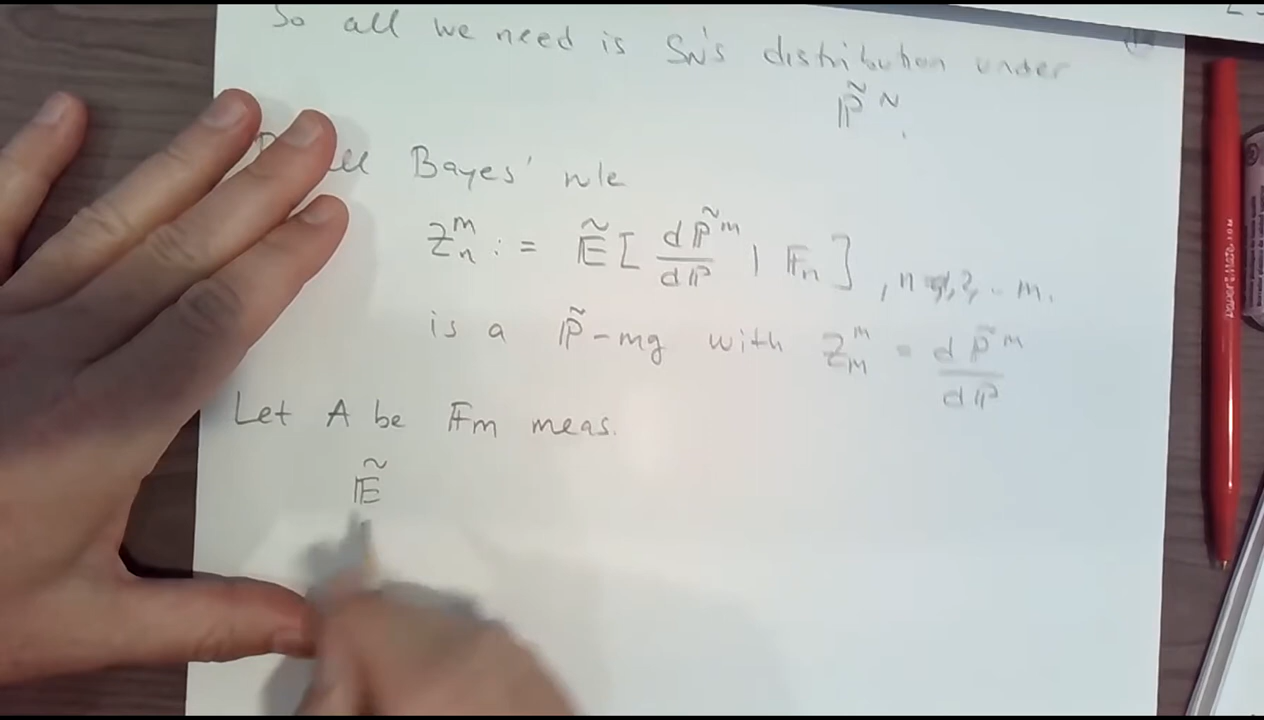 So all we need is SN's distribution under
P̃ᴺ.
Bayes' rule
Zₙᵐ := Ẽ[ dP̃ᵐ/dP | Fₙ ] , n = 1, 2, .. m.
is a P̃-mg with Zₘᵐ = dP̃ᵐ/dP
Let A be Fm meas.
Ẽ